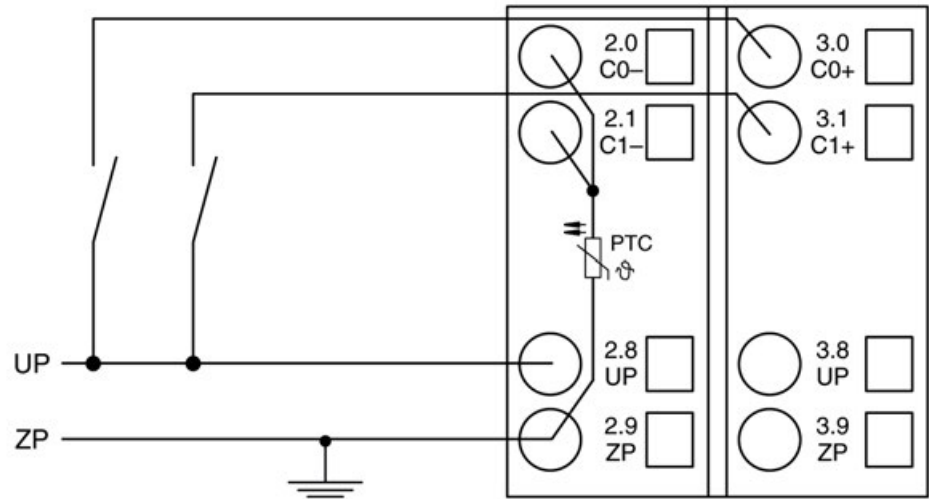 2.0
C0–
3.0
C0+
2.1
C1–
3.1
C1+
PTC
ϑ
UP
2.8
UP
3.8
UP
ZP
2.9
ZP
3.9
ZP